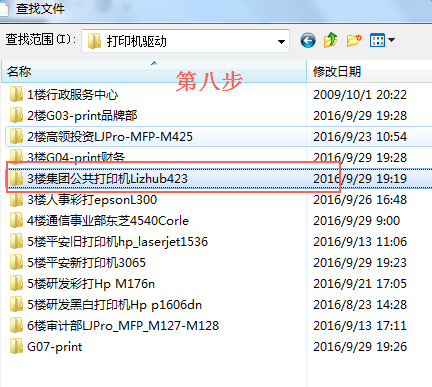 查找文件
查找范围(I): 打印机驱动
名称 修改日期
第八步
1楼行政服务中心 2009/10/1 20:22
2楼G03-print品牌部 2016/9/29 19:28
2楼高领投资LJPro-MFP-M425 2016/9/23 10:54
3楼G04-print财务 2016/9/29 19:28
3楼集团公共打印机Lizhub423 2016/9/29 19:19
3楼人事彩打epsonL300 2016/9/26 16:48
4楼通信事业部东芝4540Corle 2016/9/29 9:00
5楼平安旧打印机hp_laserjet1536 2016/9/13 11:06
5楼平安新打印机3065 2016/9/29 19:23
5楼研发彩打Hp M176n 2016/9/21 17:05
5楼研发黑白打印机Hp p1606dn 2016/8/23 14:28
6楼审计部LJPro_MFP_M127-M128 2016/9/13 17:11
G07-print 2016/9/29 19:26